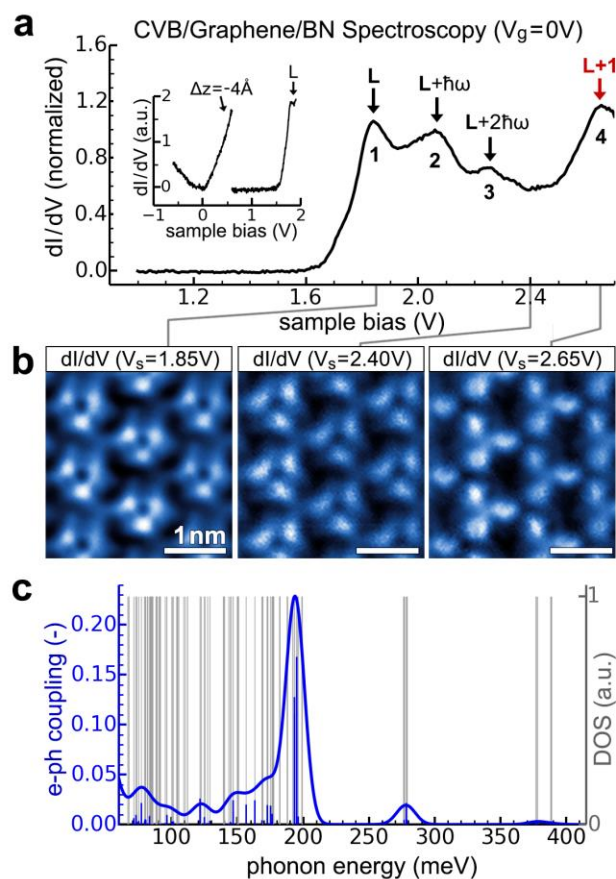 a
CVB/Graphene/BN Spectroscopy (Vg=0V)
dI/dV (normalized)
1.6
1.2
0.8
0.4
0.0
L
L+ħω
L+2ħω
L+1
1
2
3
4
1.2
1.6
2.0
2.4
sample bias (V)
Δz=-4Å
L
dI/dV (a.u.)
2
1
0
−1
0
1
2
sample bias (V)
b
dI/dV (Vs=1.85V)
dI/dV (Vs=2.40V)
dI/dV (Vs=2.65V)
1nm
c
e-ph coupling (-)
0.20
0.15
0.10
0.05
0.00
1
0
DOS (a.u.)
100
150
200
250
300
350
400
phonon energy (meV)